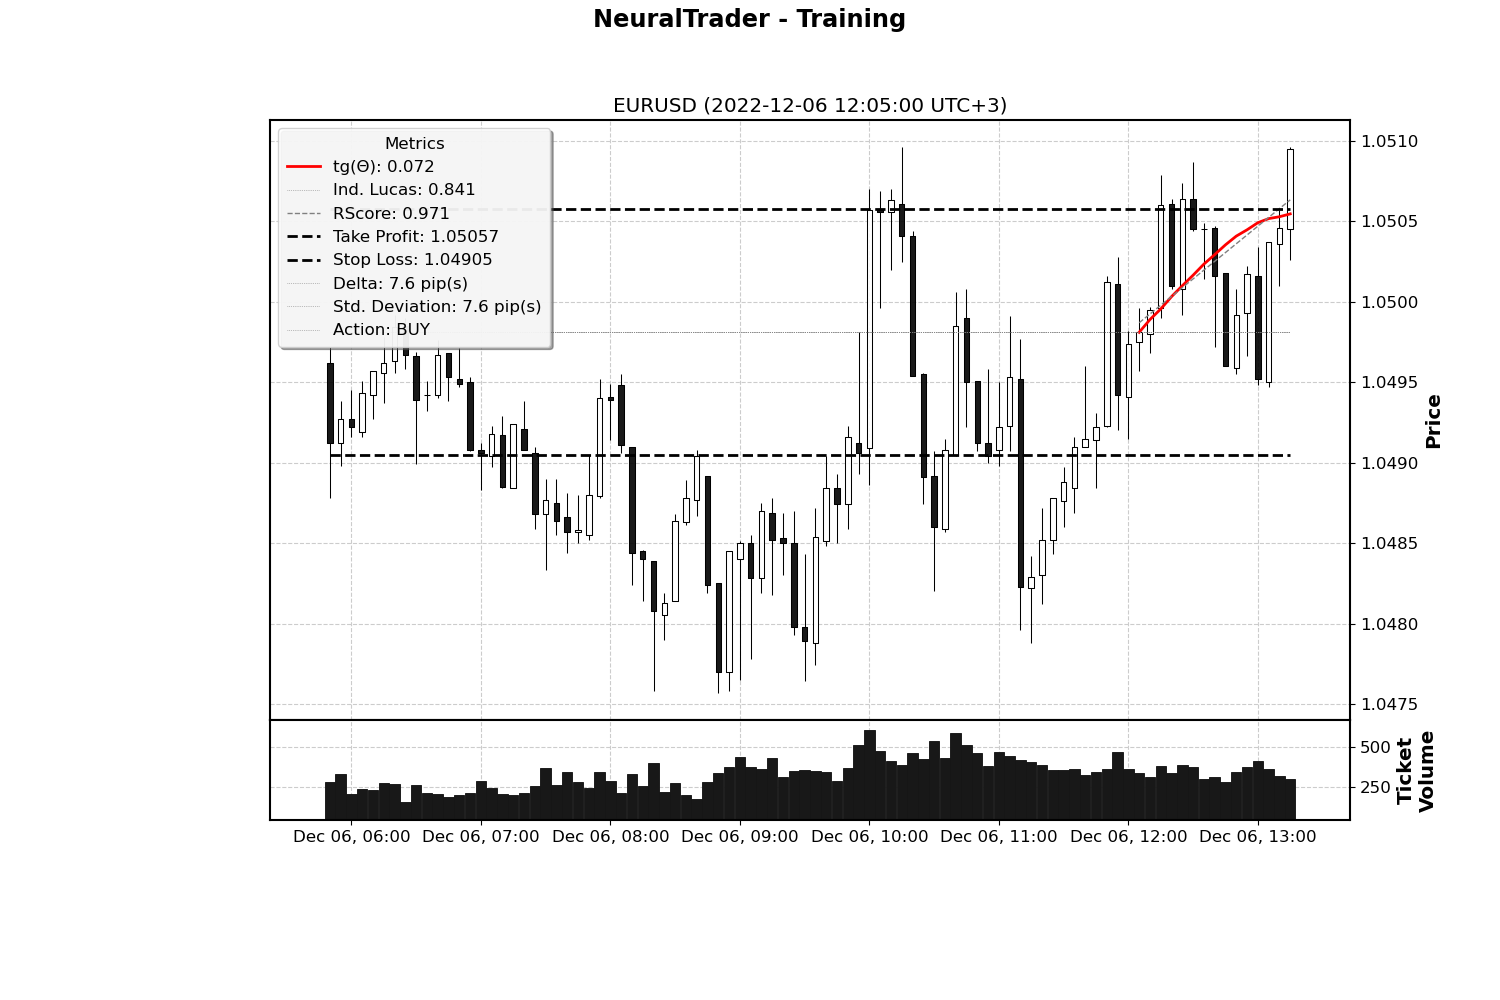 NeuralTrader - Training
EURUSD (2022-12-06 12:05:00 UTC+3)
Metrics
tg(Θ): 0.072
Ind. Lucas: 0.841
RScore: 0.971
Take Profit: 1.05057
Stop Loss: 1.04905
Delta: 7.6 pip(s)
Std. Deviation: 7.6 pip(s)
Action: BUY
1.0510
1.0505
1.0500
1.0495
1.0490
1.0485
1.0480
1.0475
Price
500
250
Ticket
Volume
Dec 06, 06:00
Dec 06, 07:00
Dec 06, 08:00
Dec 06, 09:00
Dec 06, 10:00
Dec 06, 11:00
Dec 06, 12:00
Dec 06, 13:00